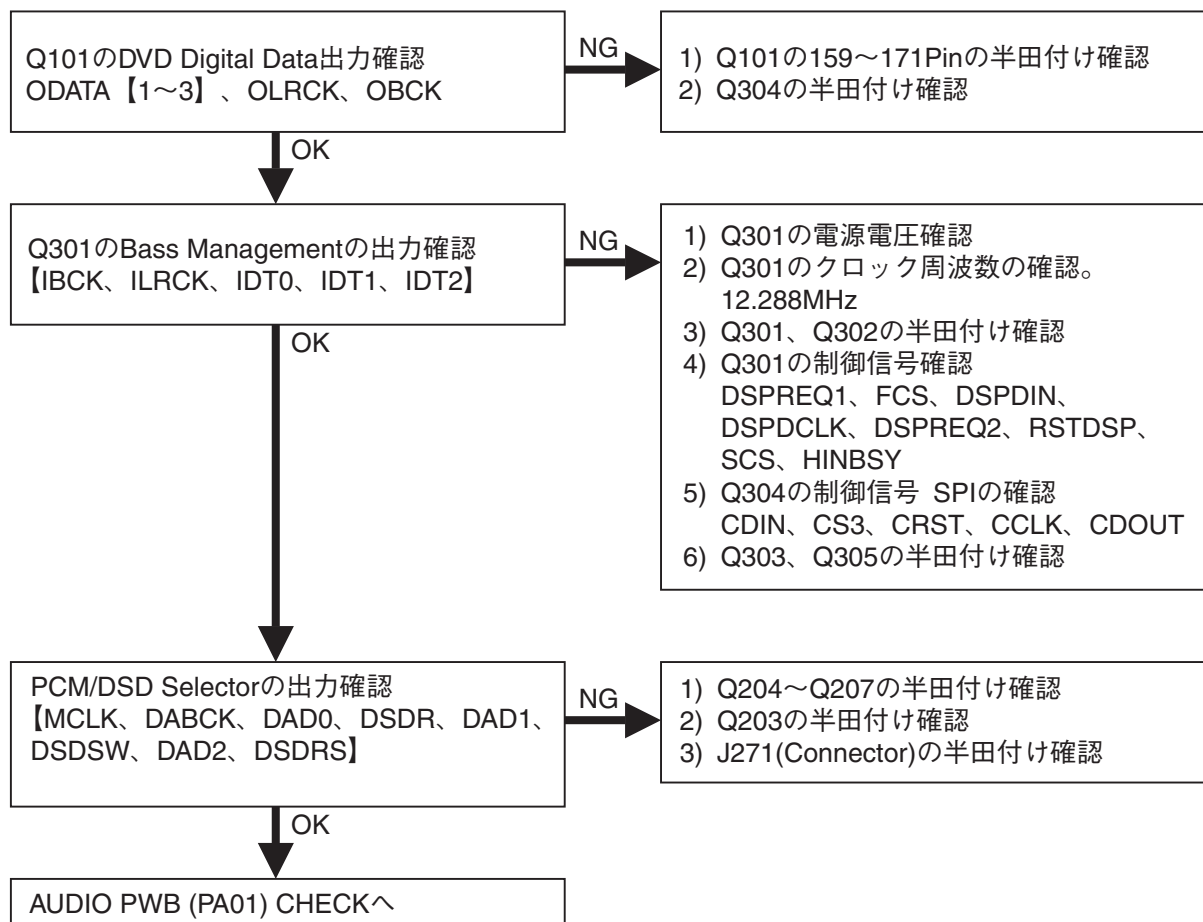 Q101のDVD Digital Data出力確認
ODATA【1～3】、OLRCK、OBCK
NG
1) Q101の159～171Pinの半田付け確認
2) Q304の半田付け確認
OK
Q301のBass Managementの出力確認
【IBCK、ILRCK、IDT0、IDT1、IDT2】
NG
1) Q301の電源電圧確認
2) Q301のクロック周波数の確認。
12.288MHz
3) Q301、Q302の半田付け確認
4) Q301の制御信号確認
DSPREQ1、FCS、DSPDIN、
DSPDCLK、DSPREQ2、RSTDSP、
SCS、HINBSY
5) Q304の制御信号 SPIの確認
CDIN、CS3、CRST、CCLK、CDOUT
6) Q303、Q305の半田付け確認
OK
PCM/DSD Selectorの出力確認
【MCLK、DABCK、DAD0、DSDR、DAD1、
DSDSW、DAD2、DSDRS】
NG
1) Q204～Q207の半田付け確認
2) Q203の半田付け確認
3) J271(Connector)の半田付け確認
OK
AUDIO PWB (PA01) CHECKへ